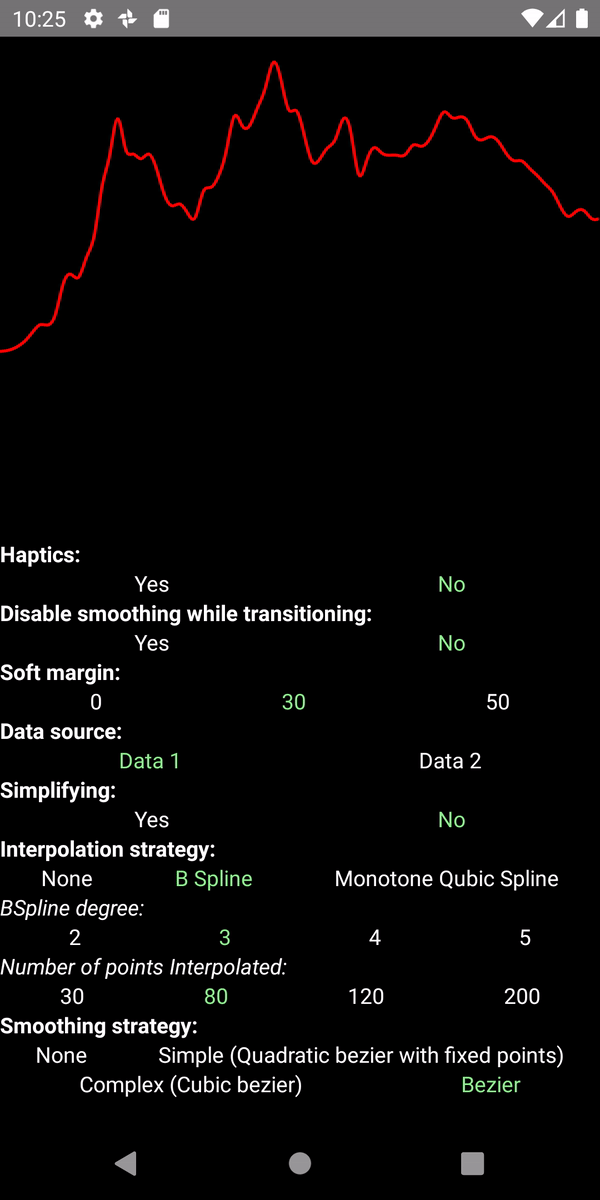 10:25
Haptics:
Yes No
Disable smoothing while transitioning:
Yes No
Soft margin:
0 30 50
Data source:
Data 1 Data 2
Simplifying:
Yes No
Interpolation strategy:
None B Spline Monotone Qubic Spline
BSpline degree:
2 3 4 5
Number of points Interpolated:
30 80 120 200
Smoothing strategy:
None Simple (Quadratic bezier with fixed points)
Complex (Cubic bezier) Bezier